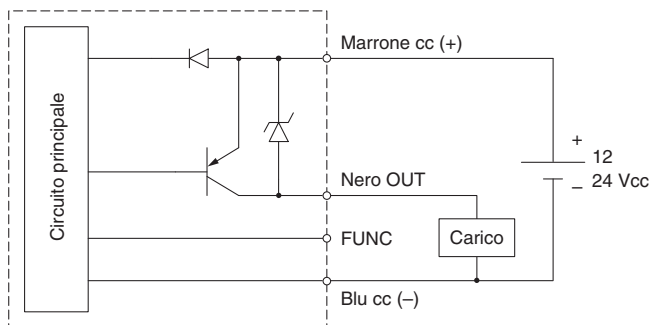 Circuito principale
Marrone cc (+)
+
12
– 24 Vcc
Nero OUT
FUNC
Carico
Blu cc (–)